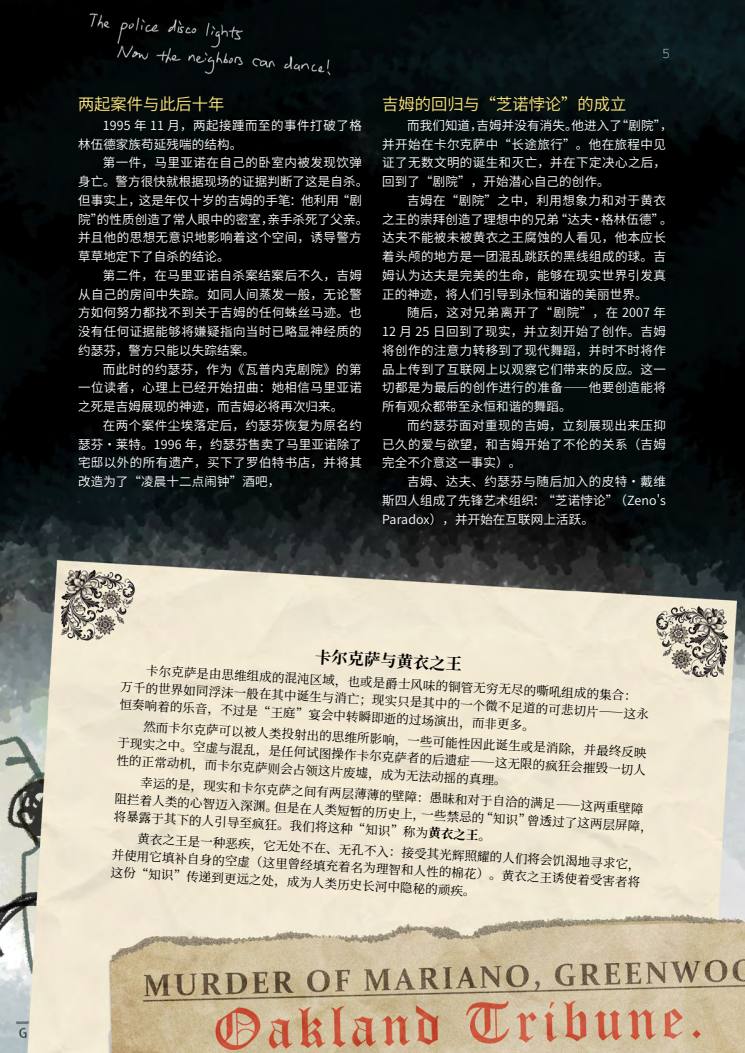 The police disco lights
Now the neighbors can dance!
5
两起案件与此后十年
1995 年 11 月，两起接踵而至的事件打破了格
林伍德家族苟延残喘的结构。
第一件，马里亚诺在自己的卧室内被发现饮弹
身亡。警方很快就根据现场的证据判断了这是自杀。
但事实上，这是年仅十岁的吉姆的手笔：他利用“剧
院”的性质创造了常人眼中的密室，亲手杀死了父亲。
并且他的思想无意识地影响着这个空间，诱导警方
草草地定下了自杀的结论。
第二件，在马里亚诺自杀案结案后不久，吉姆
从自己的房间中失踪。如同人间蒸发一般，无论警
方如何努力都找不到关于吉姆的任何蛛丝马迹。也
没有任何证据能够将嫌疑指向当时已略显神经质的
约瑟芬，警方只能以失踪结案。
而此时的约瑟芬，作为《瓦普内克剧院》的第
一位读者，心理上已经开始扭曲：她相信马里亚诺
之死是吉姆展现的神迹，而吉姆必将再次归来。
在两个案件尘埃落定后，约瑟芬恢复为原名约
瑟芬·莱特。1996 年，约瑟芬售卖了马里亚诺除了
宅邸以外的所有遗产，买下了罗伯特书店，并将其
改造为了“凌晨十二点闹钟”酒吧，
吉姆的回归与“芝诺悖论”的成立
而我们知道，吉姆并没有消失。他进入了“剧院”，
并开始在卡尔克萨中“长途旅行”。他在旅程中见
证了无数文明的诞生和灭亡，并在下定决心之后，
回到了“剧院”，开始潜心自己的创作。
吉姆在“剧院”之中，利用想象力和对于黄衣
之王的崇拜创造了理想中的兄弟“达夫·格林伍德”。
达夫不能被未被黄衣之王腐蚀的人看见，他本应长
着头颅的地方是一团混乱跳跃的黑线组成的球。吉
姆认为达夫是完美的生命，能够在现实世界引发真
正的神迹，将人们引导到永恒和谐的美丽世界。
随后，这对兄弟离开了“剧院”，在 2007 年
12 月 25 日回到了现实，并立刻开始了创作。吉姆
将创作的注意力转移到了现代舞蹈，并时不时将作
品上传到了互联网上以观察它们带来的反应。这一
切都是为最后的创作进行的准备——他要创造能将
所有观众都带至永恒和谐的舞蹈。
而约瑟芬面对重现的吉姆，立刻展现出来压抑
已久的爱与欲望，和吉姆开始了不伦的关系（吉姆
完全不介意这一事实）。
吉姆、达夫、约瑟芬与随后加入的皮特·戴维
斯四人组成了先锋艺术组织：“芝诺悖论”（Zeno's
Paradox），并开始在互联网上活跃。
卡尔克萨与黄衣之王
卡尔克萨是由思维组成的混沌区域，也或是爵士风味的铜管无穷无尽的嘶吼组成的集合：
万千的世界如同浮沫一般在其中诞生与消亡；现实只是其中的一个微不足道的可悲切片——这永
恒奏响着的乐音，不过是“王庭”宴会中转瞬即逝的过场演出，而非更多。
然而卡尔克萨可以被人类投射出的思维所影响，一些可能性因此诞生或是消除，并最终反映
于现实之中。空虚与混乱，是任何试图操作卡尔克萨者的后遗症——这无限的疯狂会摧毁一切人
性的正常动机，而卡尔克萨则会占领这片废墟，成为无法动摇的真理。
幸运的是，现实和卡尔克萨之间有两层薄薄的壁障：愚昧和对于自洽的满足——这两重壁障
阻拦着人类的心智迈入深渊。但是在人类短暂的历史上，一些禁忌的“知识”曾透过了这两层屏障，
将暴露于其下的人引导至疯狂。我们将这种“知识”称为黄衣之王。
黄衣之王是一种恶疾，它无处不在、无孔不入：接受其光辉照耀的人们将会饥渴地寻求它，
并使用它填补自身的空虚（这里曾经填充着名为理智和人性的棉花）。黄衣之王诱使着受害者将
这份“知识”传递到更远之处，成为人类历史长河中隐秘的顽疾。
MURDER OF MARIANO, GREENWOO
Oakland Tribune.
G